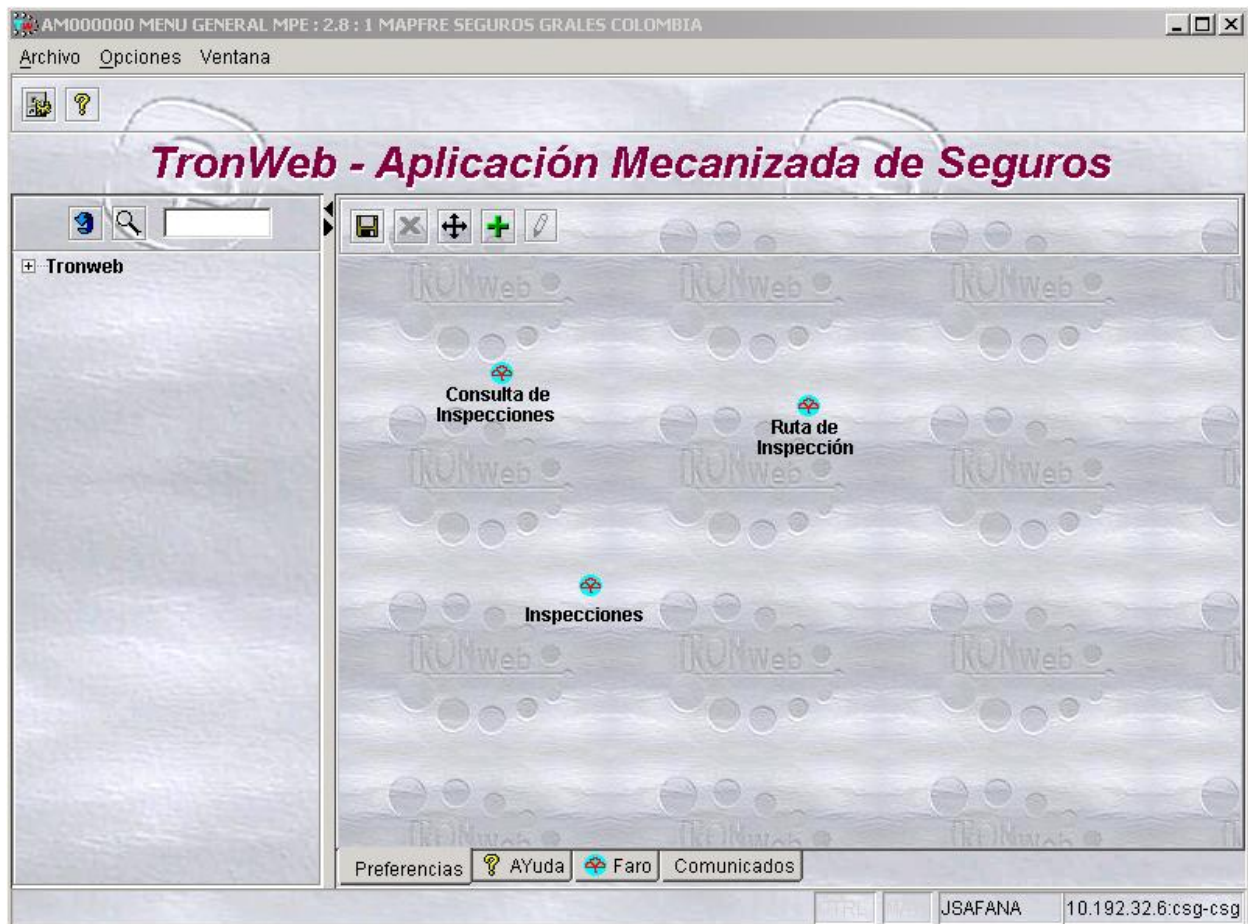 AM000000 MENU GENERAL MPE : 2.8 : 1 MAPFRE SEGUROS GRALES COLOMBIA
Archivo Opciones Ventana
TronWeb - Aplicación Mecanizada de Seguros
Tronweb
Consulta de
Inspecciones
Ruta de
Inspección
Inspecciones
Preferencias AYuda Faro Comunicados
JSAFANA 10.192.32.6:csg-csg